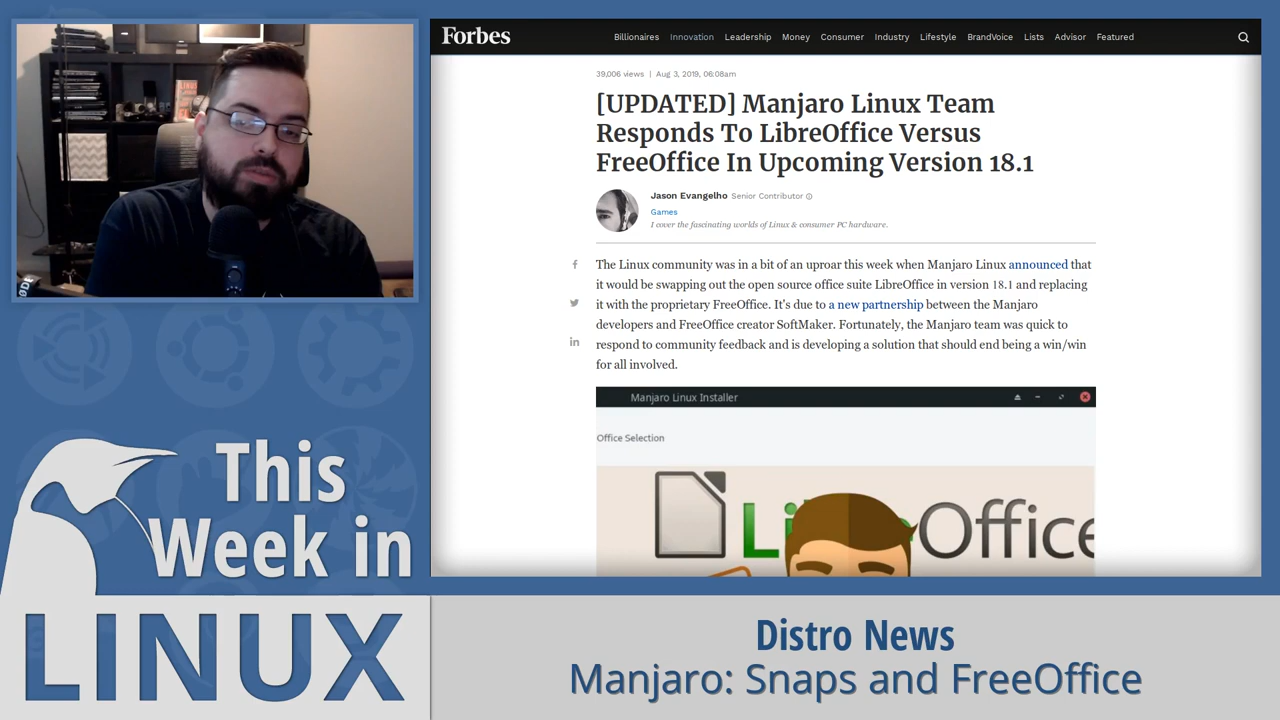 Forbes
Billionaires Innovation Leadership Money Consumer Industry Lifestyle BrandVoice Lists Advisor Featured
39,006 views | Aug 3, 2019, 06:08am
[UPDATED] Manjaro Linux Team
Responds To LibreOffice Versus
FreeOffice In Upcoming Version 18.1
Jason Evangelho Senior Contributor
Games
I cover the fascinating worlds of Linux & consumer PC hardware.
The Linux community was in a bit of an uproar this week when Manjaro Linux announced that
it would be swapping out the open source office suite LibreOffice in version 18.1 and replacing
it with the proprietary FreeOffice. It's due to a new partnership between the Manjaro
developers and FreeOffice creator SoftMaker. Fortunately, the Manjaro team was quick to
respond to community feedback and is developing a solution that should end being a win/win
for all involved.
Manjaro Linux Installer
Office Selection
Office
This
Week in
LINUX
Distro News
Manjaro: Snaps and FreeOffice